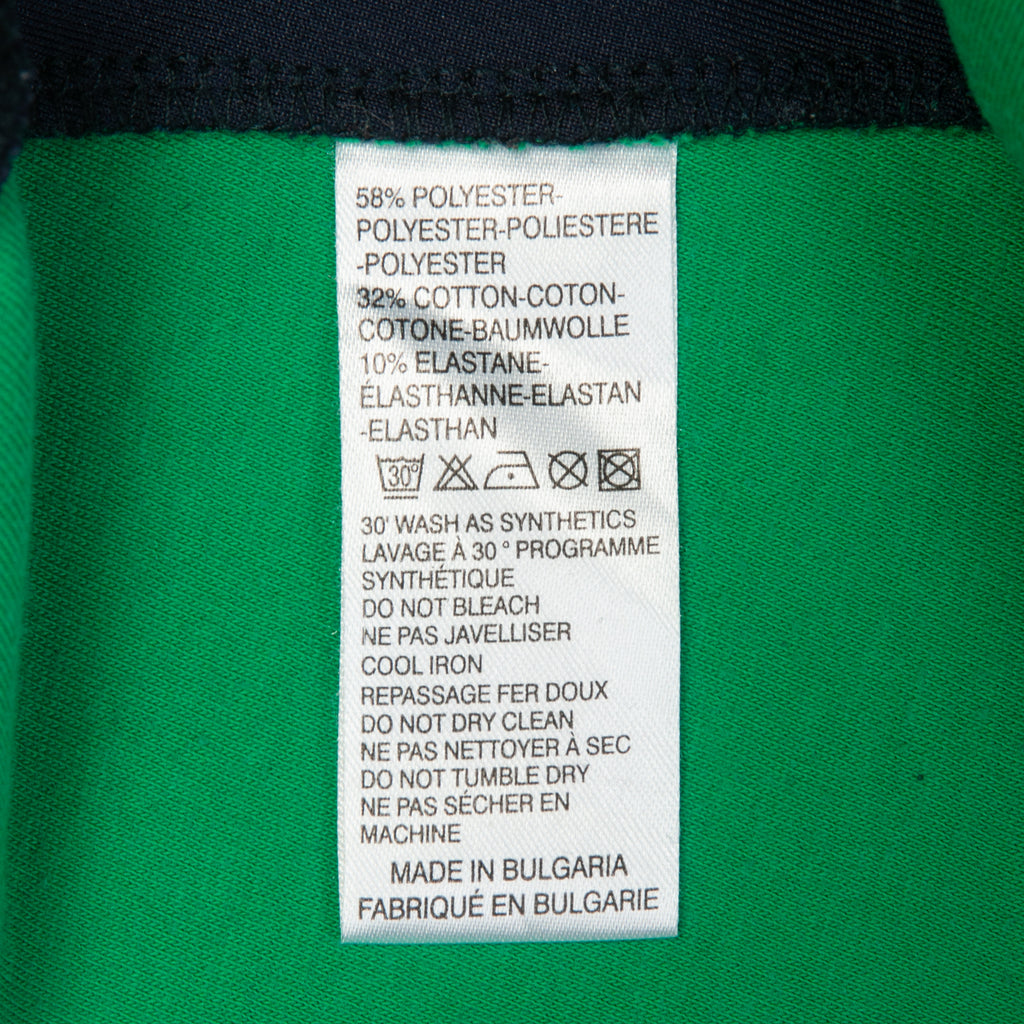 58% POLYESTER-
POLYESTER-POLIESTERE
-POLYESTER
32% COTTON-COTON-
COTONE-BAUMWOLLE
10% ELASTANE-
ÉLASTHANNE-ELASTAN
-ELASTHAN
30°
30' WASH AS SYNTHETICS
LAVAGE À 30 ° PROGRAMME
SYNTHÉTIQUE
DO NOT BLEACH
NE PAS JAVELLISER
COOL IRON
REPASSAGE FER DOUX
DO NOT DRY CLEAN
NE PAS NETTOYER À SEC
DO NOT TUMBLE DRY
NE PAS SÉCHER EN
MACHINE
MADE IN BULGARIA
FABRIQUÉ EN BULGARIE